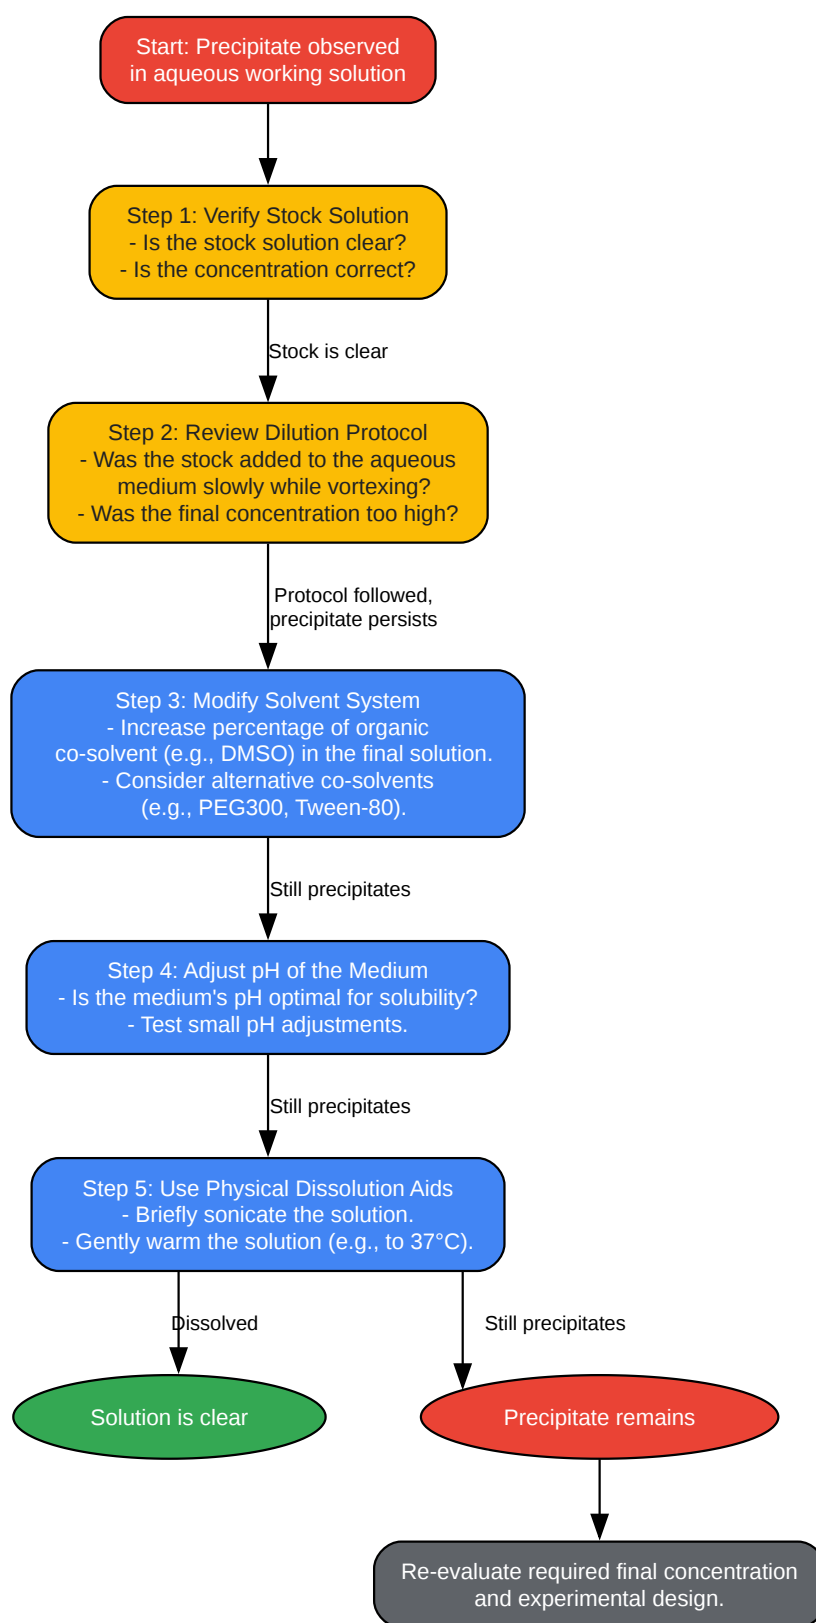 Start: Precipitate observed
in aqueous working solution
Step 1: Verify Stock Solution
- Is the stock solution clear?
- Is the concentration correct?
Stock is clear
Step 2: Review Dilution Protocol
- Was the stock added to the aqueous
medium slowly while vortexing?
- Was the final concentration too high?
Protocol followed,
precipitate persists
Step 3: Modify Solvent System
- Increase percentage of organic
co-solvent (e.g., DMSO) in the final solution.
- Consider alternative co-solvents
(e.g., PEG300, Tween-80).
Still precipitates
Step 4: Adjust pH of the Medium
- Is the medium's pH optimal for solubility?
- Test small pH adjustments.
Still precipitates
Step 5: Use Physical Dissolution Aids
- Briefly sonicate the solution.
- Gently warm the solution (e.g., to 37°C).
Dissolved
Still precipitates
Solution is clear
Precipitate remains
Re-evaluate required final concentration
and experimental design.